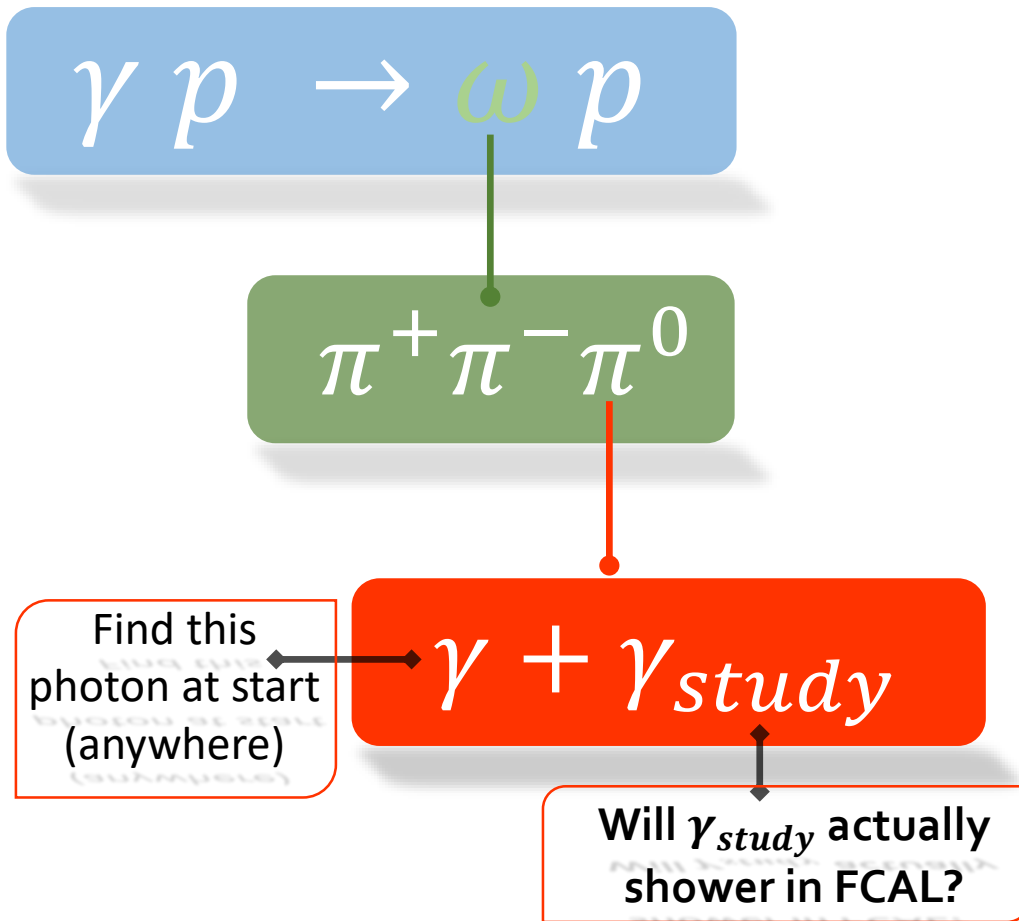 γ p → ω p
π⁺π⁻π⁰
Find this
photon at start
(anywhere)
γ + γ_study
Will γ_study actually
shower in FCAL?